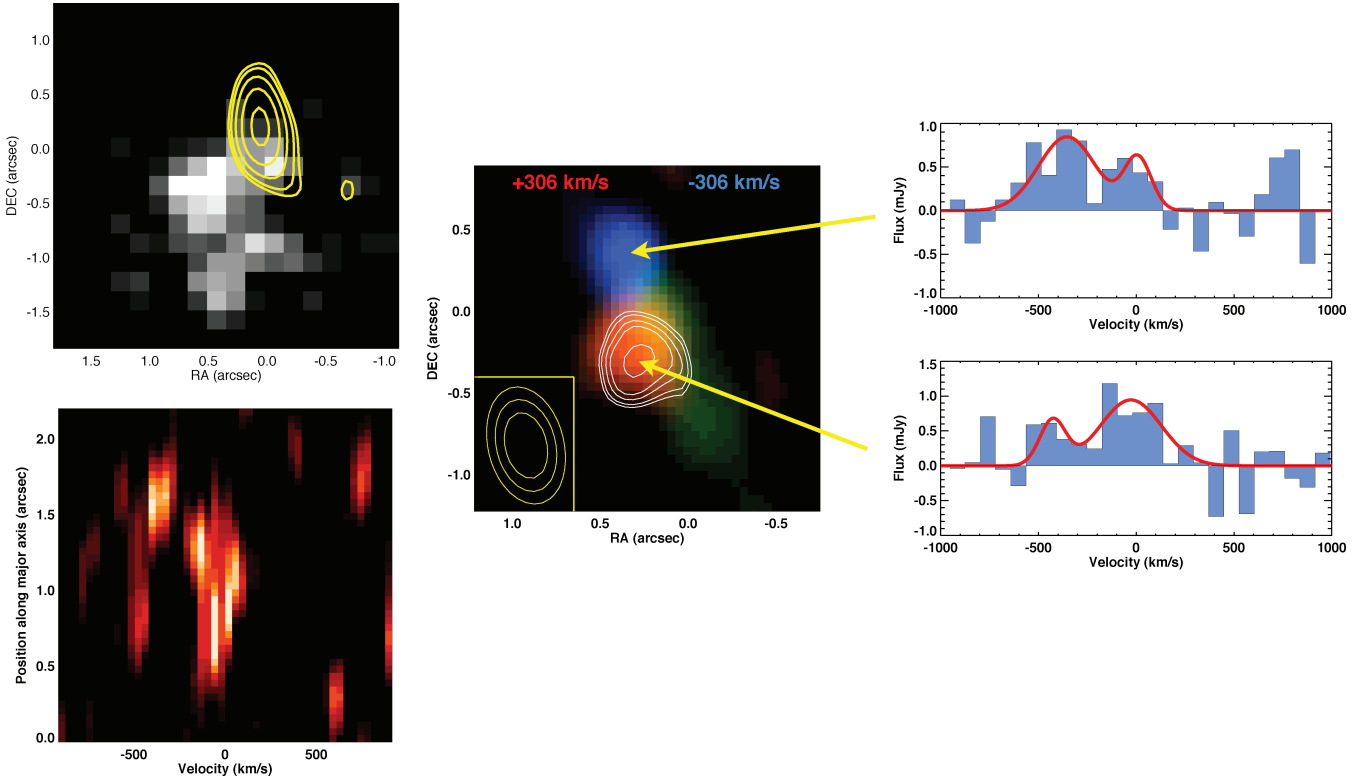 1.0
0.5
0.0
-0.5
-1.0
-1.5
DEC (arcsec)
1.5 1.0 0.5 0.0 -0.5 -1.0
RA (arcsec)
2.0
1.5
1.0
0.5
0.0
Position along major axis (arcsec)
-500 0 500
Velocity (km/s)
+306 km/s -306 km/s
0.5
0.0
-0.5
-1.0
DEC (arcsec)
1.0 0.5 0.0 -0.5
RA (arcsec)
1.0
0.5
0.0
-0.5
-1.0
Flux (mJy)
-1000 -500 0 500 1000
Velocity (km/s)
1.5
1.0
0.5
0.0
-0.5
-1.0
Flux (mJy)
-1000 -500 0 500 1000
Velocity (km/s)